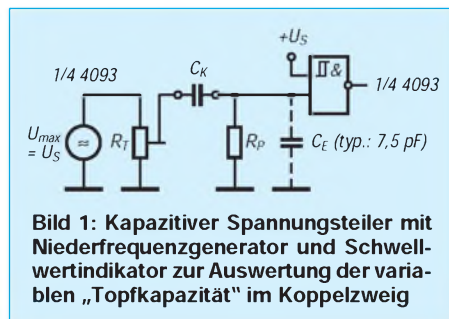 +U_S
1/4 4093
C_K
&
1/4 4093
U_max
= U_S
≈
R_T
R_P
C_E (typ.: 7,5 pF)
Bild 1: Kapazitiver Spannungsteiler mit
Niederfrequenzgenerator und Schwell-
wertindikator zur Auswertung der varia-
blen „Topfkapazität“ im Koppelzweig